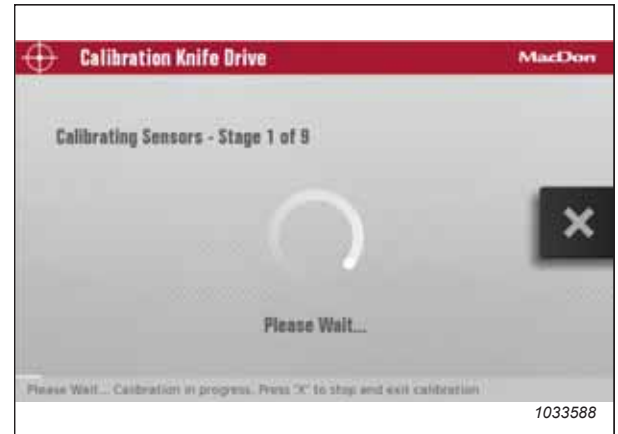 Calibration Knife Drive
MacDon
Calibrating Sensors - Stage 1 of 9
Please Wait...
Please Wait... Calibration in progress. Press 'X' to stop and exit calibration
1033588